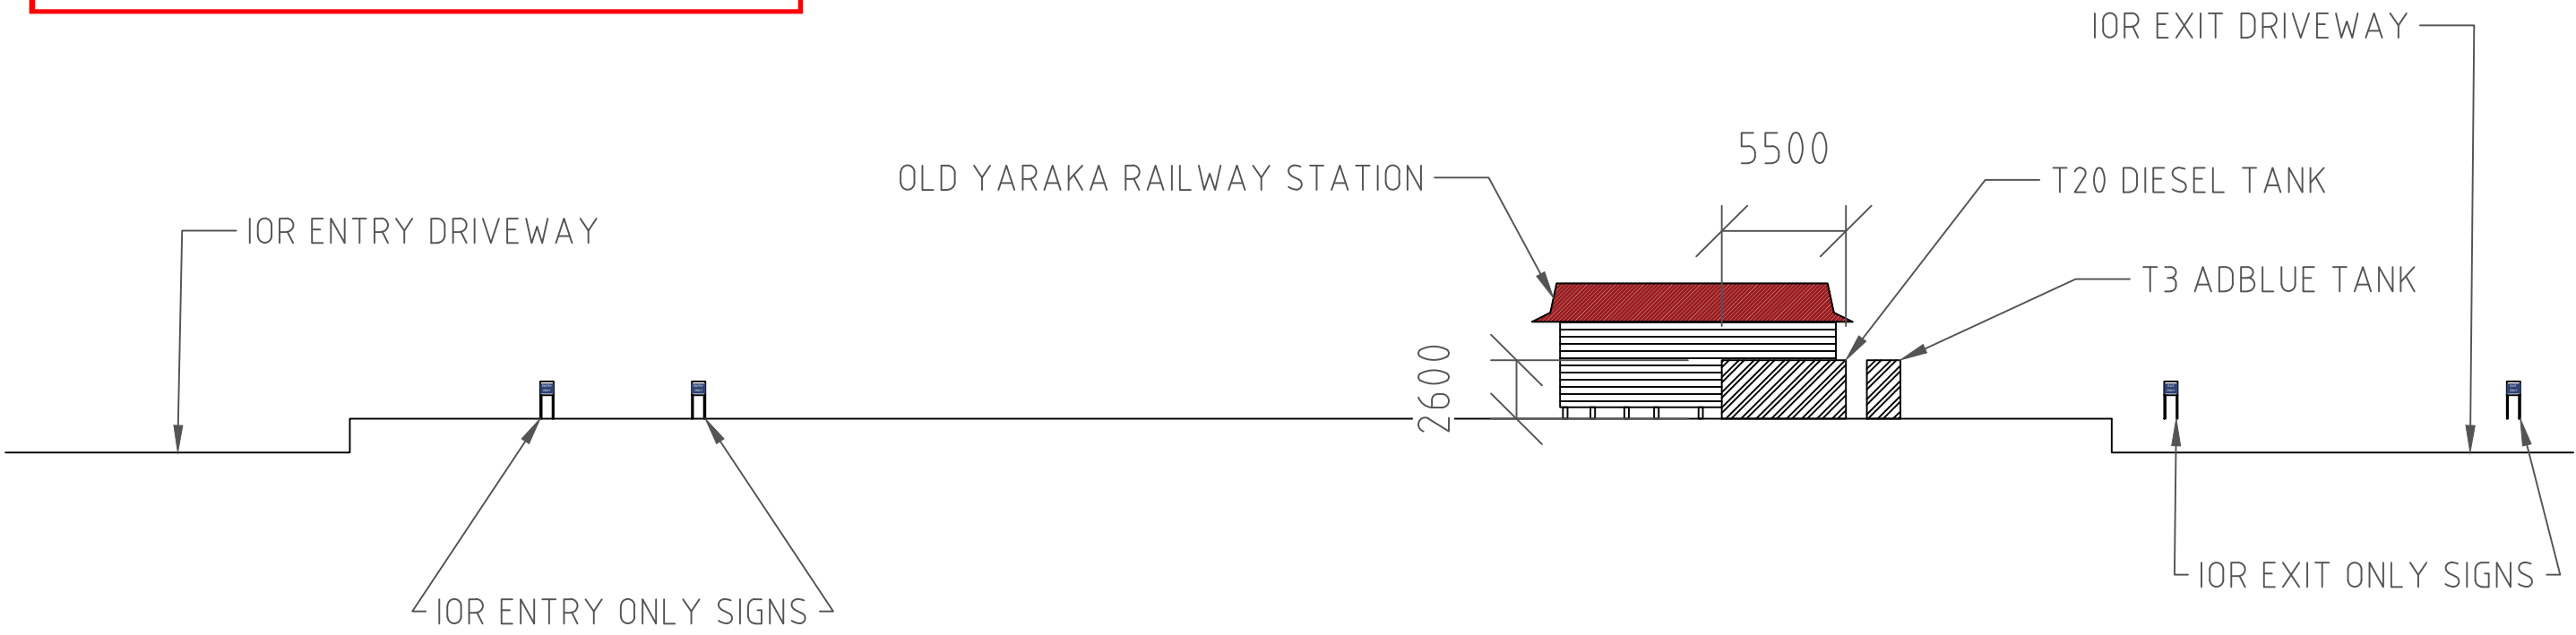 IOR EXIT DRIVEWAY
5500
OLD YARAKA RAILWAY STATION
T20 DIESEL TANK
IOR ENTRY DRIVEWAY
T3 ADBLUE TANK
2600
IOR EXIT ONLY SIGNS
IOR ENTRY ONLY SIGNS